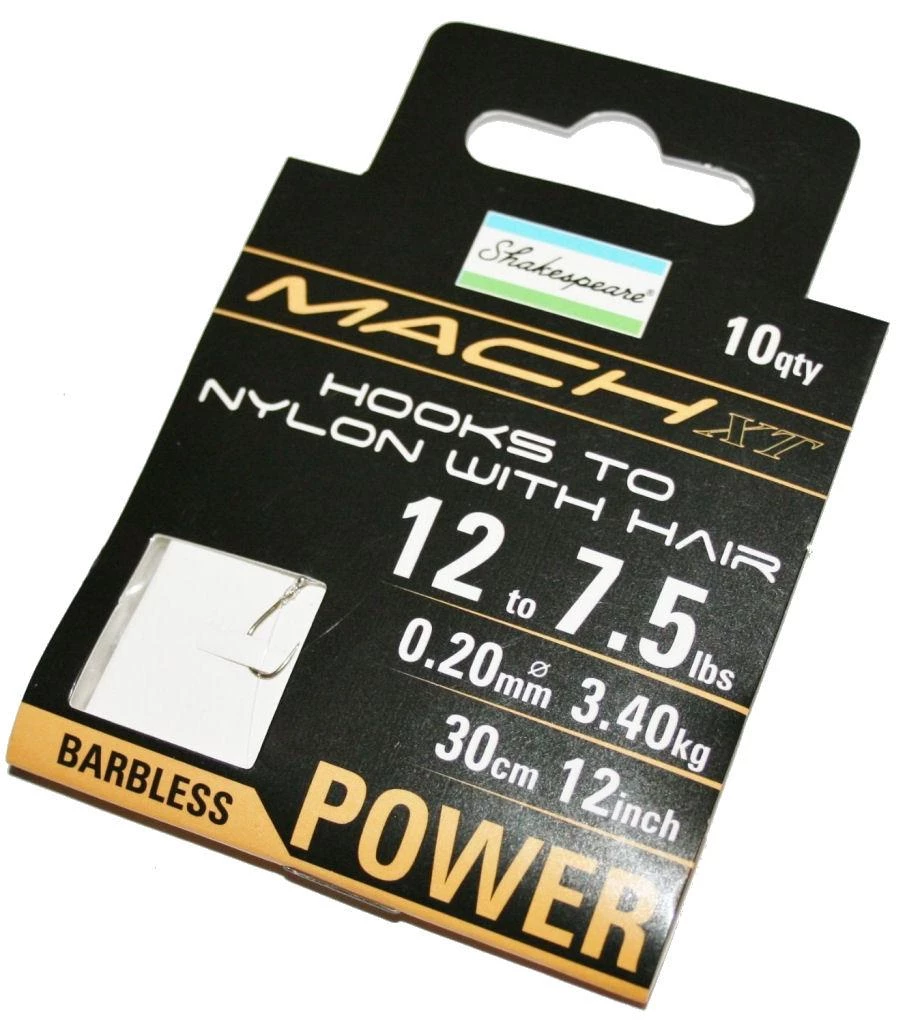 Shakespeare®
10qty
MACH XT
HOOKS TO
NYLON WITH HAIR
12 to 7.5lbs
0.20mm ø 3.40kg
30cm 12inch
BARBLESS
POWER